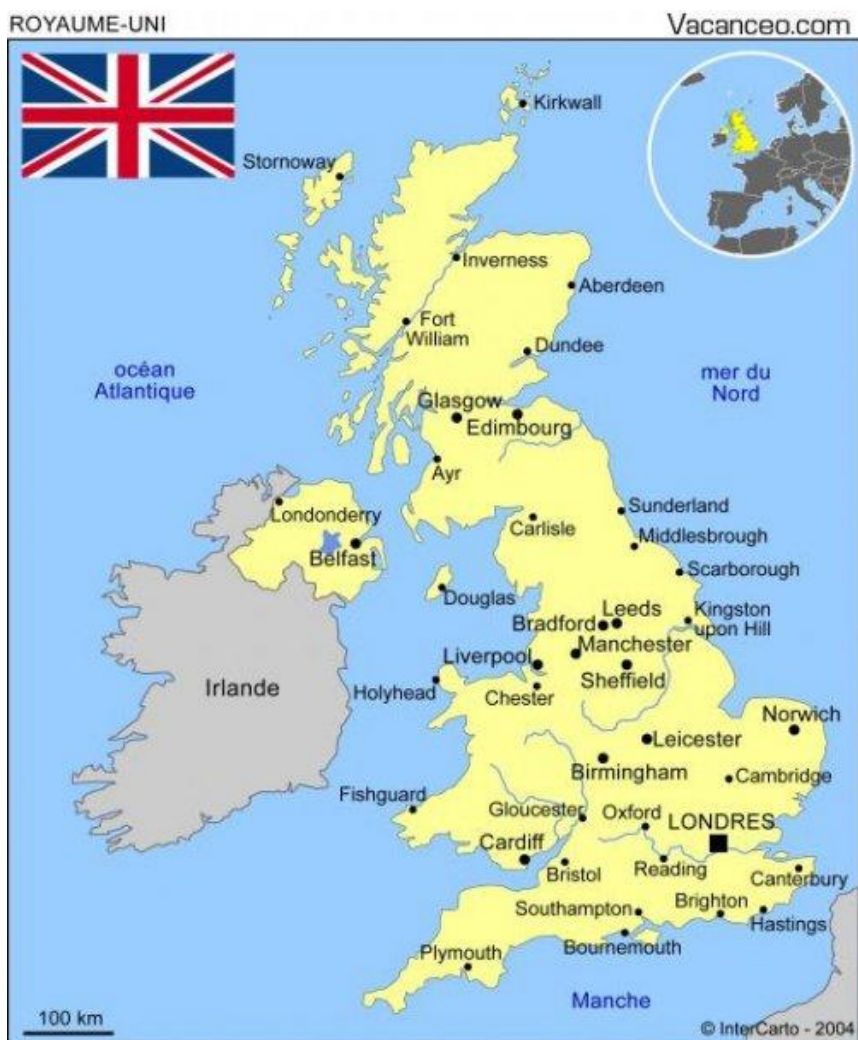 ROYAUME-UNI
Vacanceo.com
Kirkwall
Stornoway
Inverness
Aberdeen
Fort
William
Dundee
océan
Atlantique
mer du
Nord
Glasgow
Edimbourg
Ayr
Londonderry
Carlisle
Sunderland
Belfast
Middlesbrough
Scarborough
Douglas
Kingston
upon Hill
Leeds
Bradford
Manchester
Liverpool
Sheffield
Irlande
Holyhead
Chester
Norwich
Leicester
Birmingham
Cambridge
Fishguard
Gloucester
Oxford
LONDRES
Cardiff
Bristol
Reading
Canterbury
Southampton
Brighton
Hastings
Bournemouth
Plymouth
Manche
100 km
© InterCarto - 2004